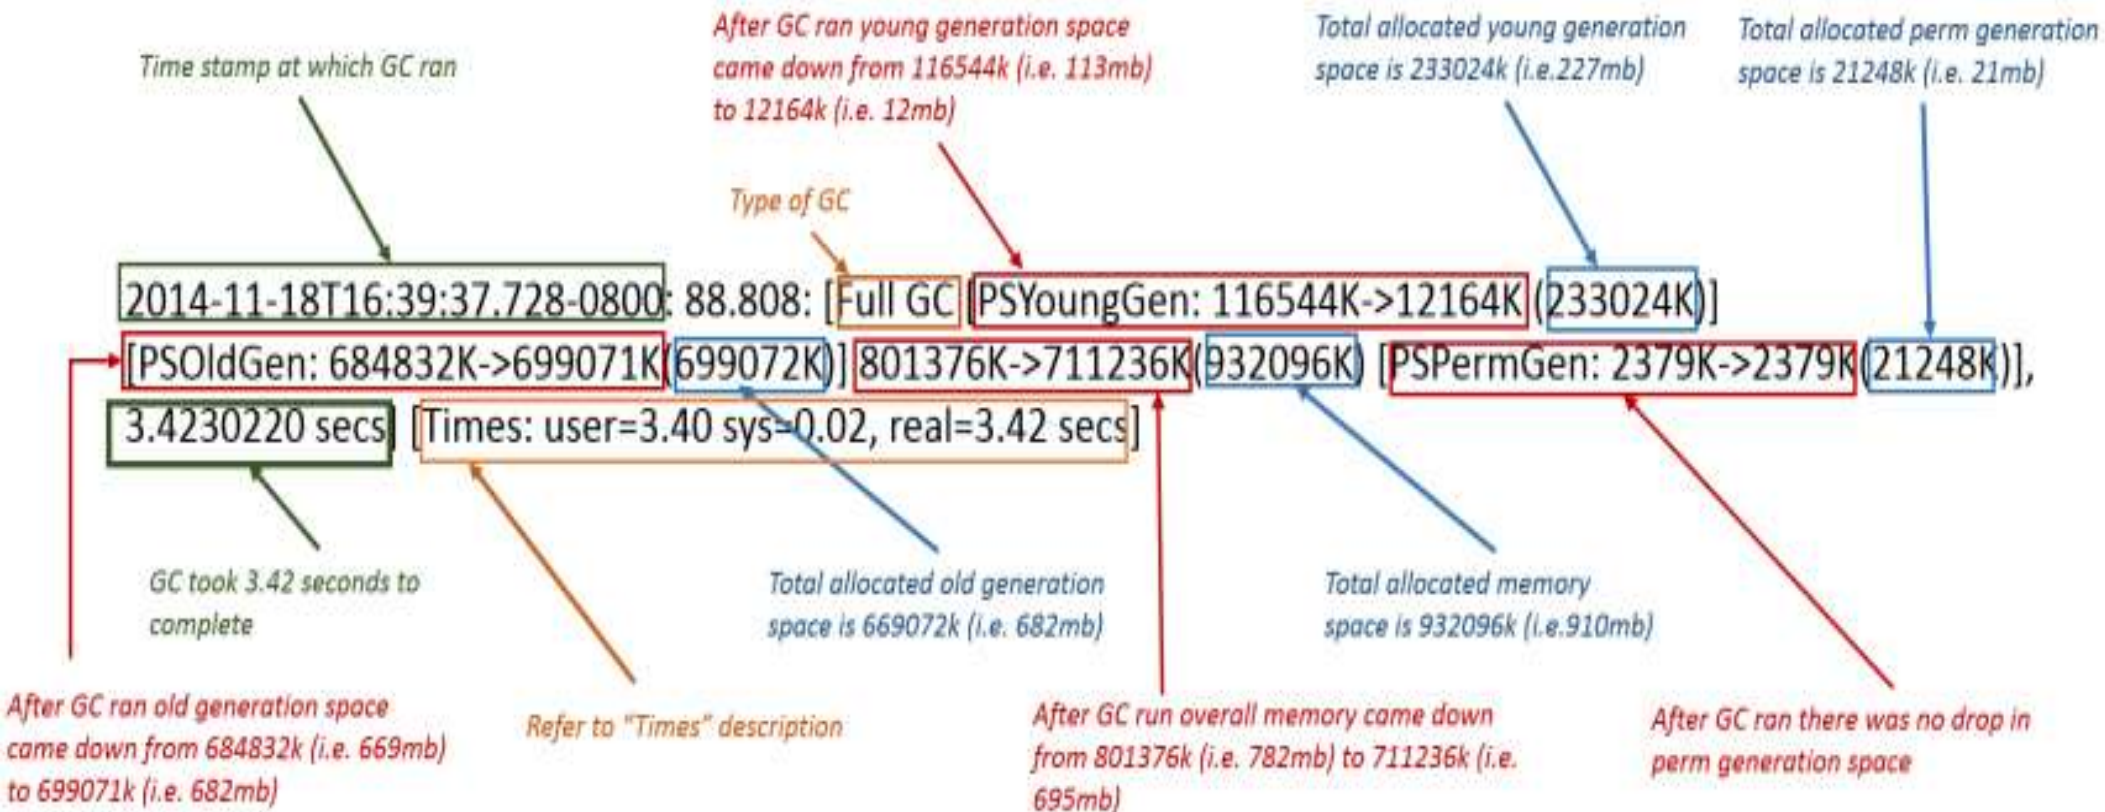 Time stamp at which GC ran
After GC ran young generation space
came down from 116544k (i.e. 113mb)
to 12164k (i.e. 12mb)
Total allocated young generation
space is 233024k (i.e.227mb)
Total allocated perm generation
space is 21248k (i.e. 21mb)
Type of GC
2014-11-18T16:39:37.728-0800: 88.808: [Full GC [PSYoungGen: 116544K->12164K (233024K)]
[PSOldGen: 684832K->699071K(699072K)] 801376K->711236K(932096K) [PSPermGen: 2379K->2379K(21248K)],
3.4230220 secs] [Times: user=3.40 sys=0.02, real=3.42 secs]
GC took 3.42 seconds to
complete
Total allocated old generation
space is 669072k (i.e. 682mb)
Total allocated memory
space is 932096k (i.e.910mb)
After GC ran old generation space
came down from 684832k (i.e. 669mb)
to 699071k (i.e. 682mb)
Refer to "Times" description
After GC run overall memory came down
from 801376k (i.e. 782mb) to 711236k (i.e.
695mb)
After GC ran there was no drop in
perm generation space